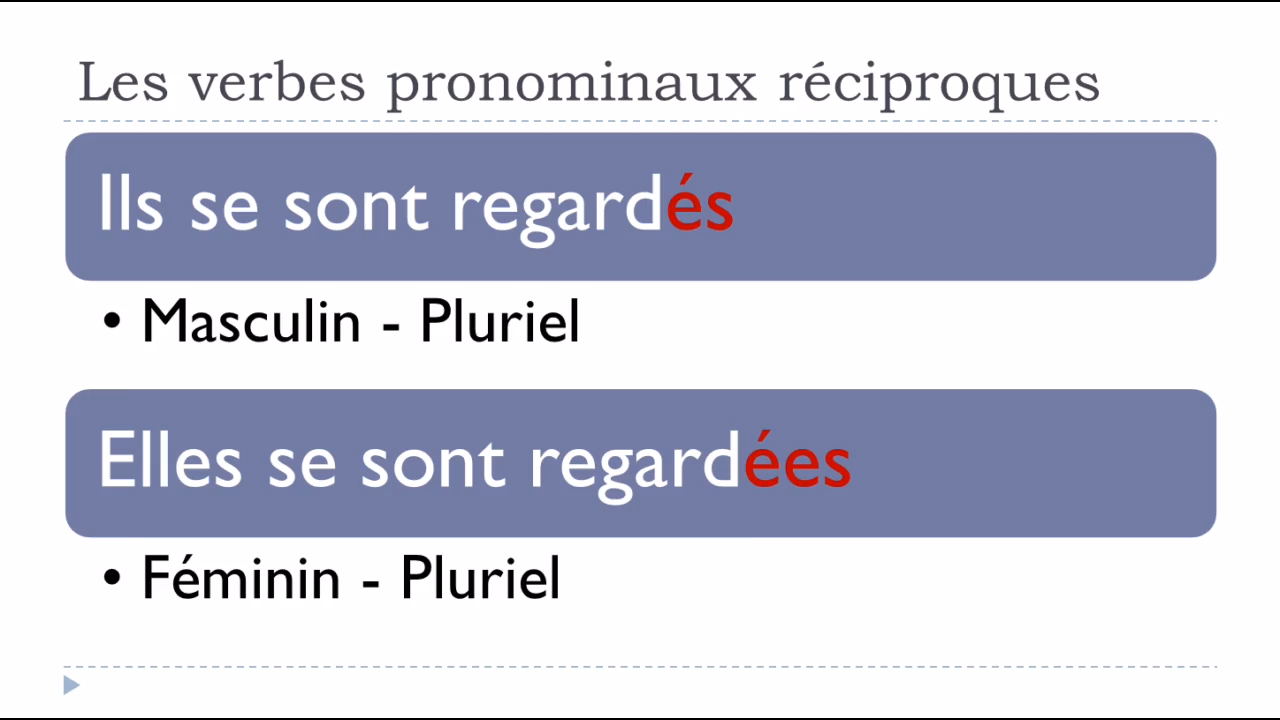 Les verbes pronominaux réciproques
Ils se sont regardés
• Masculin - Pluriel
Elles se sont regardées
• Féminin - Pluriel